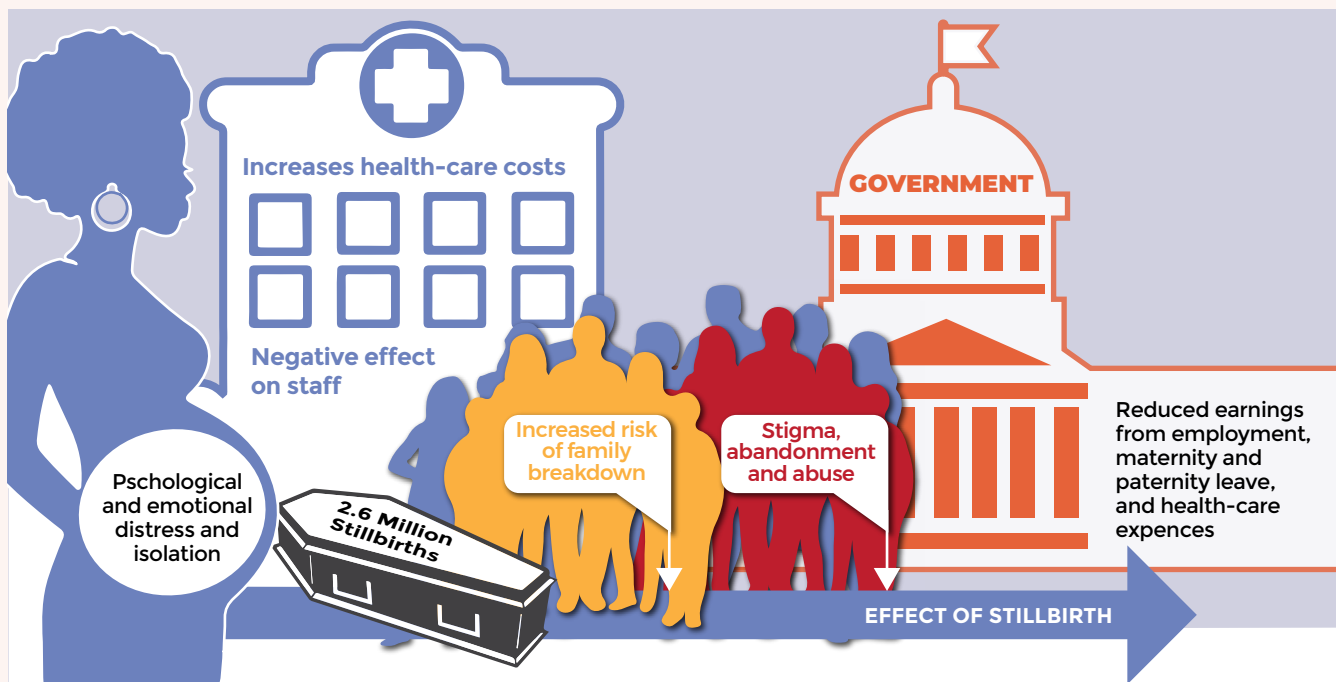 Increases health-care costs
Negative effect
on staff
GOVERNMENT
Pschological
and emotional
distress and
isolation
2.6 Million
Stillbirths
Increased risk
of family
breakdown
Stigma,
abandonment
and abuse
Reduced earnings
from employment,
maternity and
paternity leave,
and health-care
expences
EFFECT OF STILLBIRTH